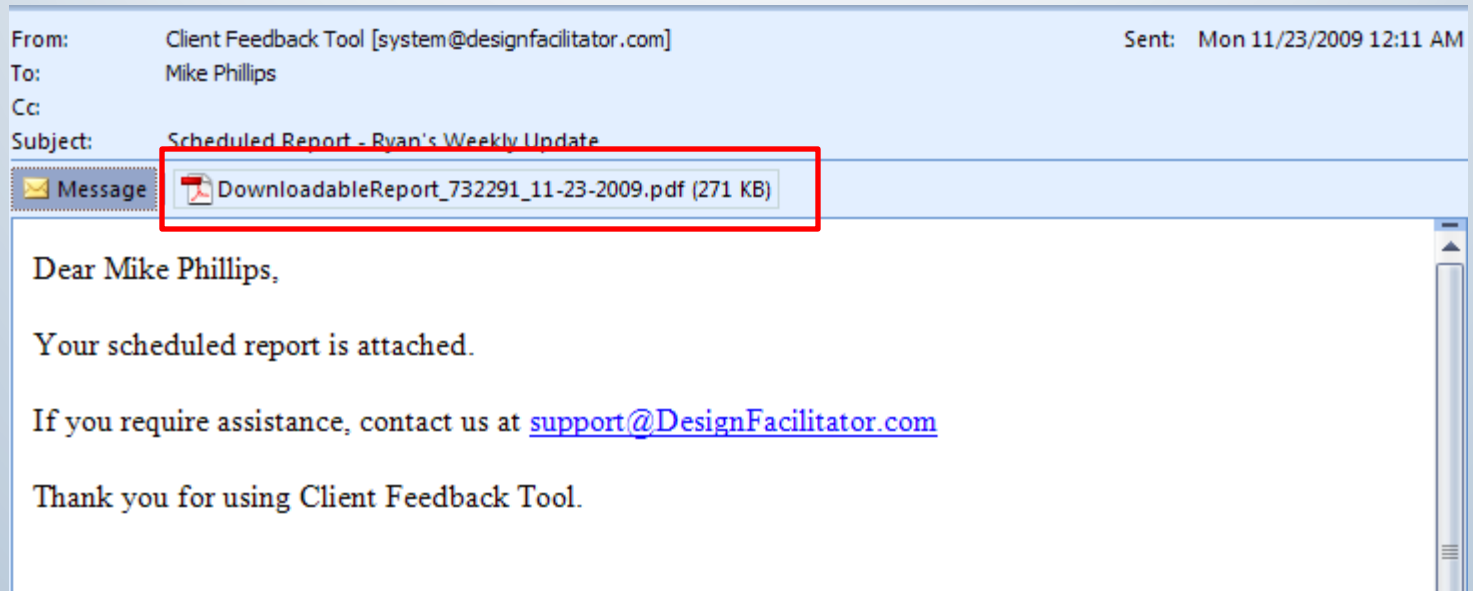 From: Client Feedback Tool [system@designfacilitator.com] Sent: Mon 11/23/2009 12:11 AM
To: Mike Phillips
Cc:
Subject: Scheduled Report - Ryan's Weekly Update
Message DownloadableReport_732291_11-23-2009.pdf (271 KB)
Dear Mike Phillips,
Your scheduled report is attached.
If you require assistance, contact us at support@DesignFacilitator.com
Thank you for using Client Feedback Tool.